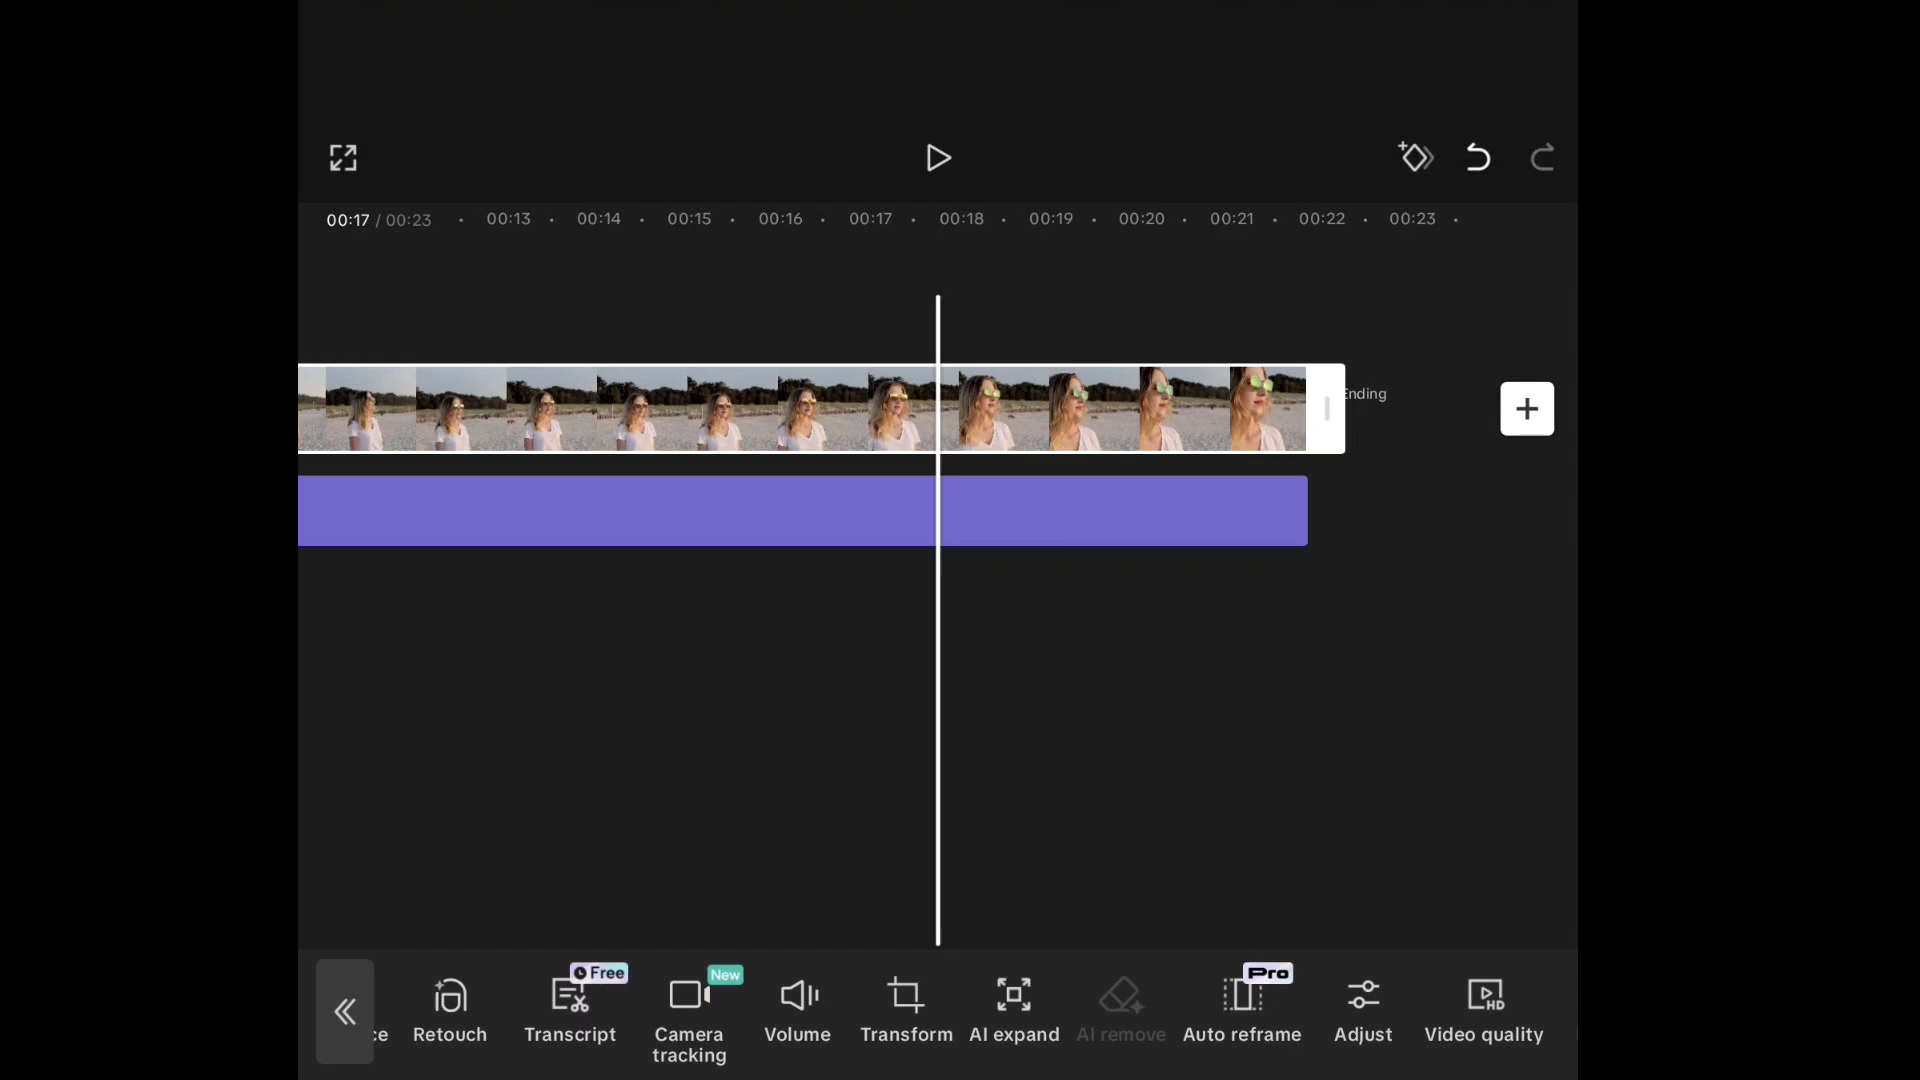 00:17 / 00:23 00:13 00:14 00:15 00:16 00:17 00:18 00:19 00:20 00:21 00:22 00:23
Ending
Free
New
Pro
HD
ce Retouch Transcript Camera tracking Volume Transform AI expand AI remove Auto reframe Adjust Video quality